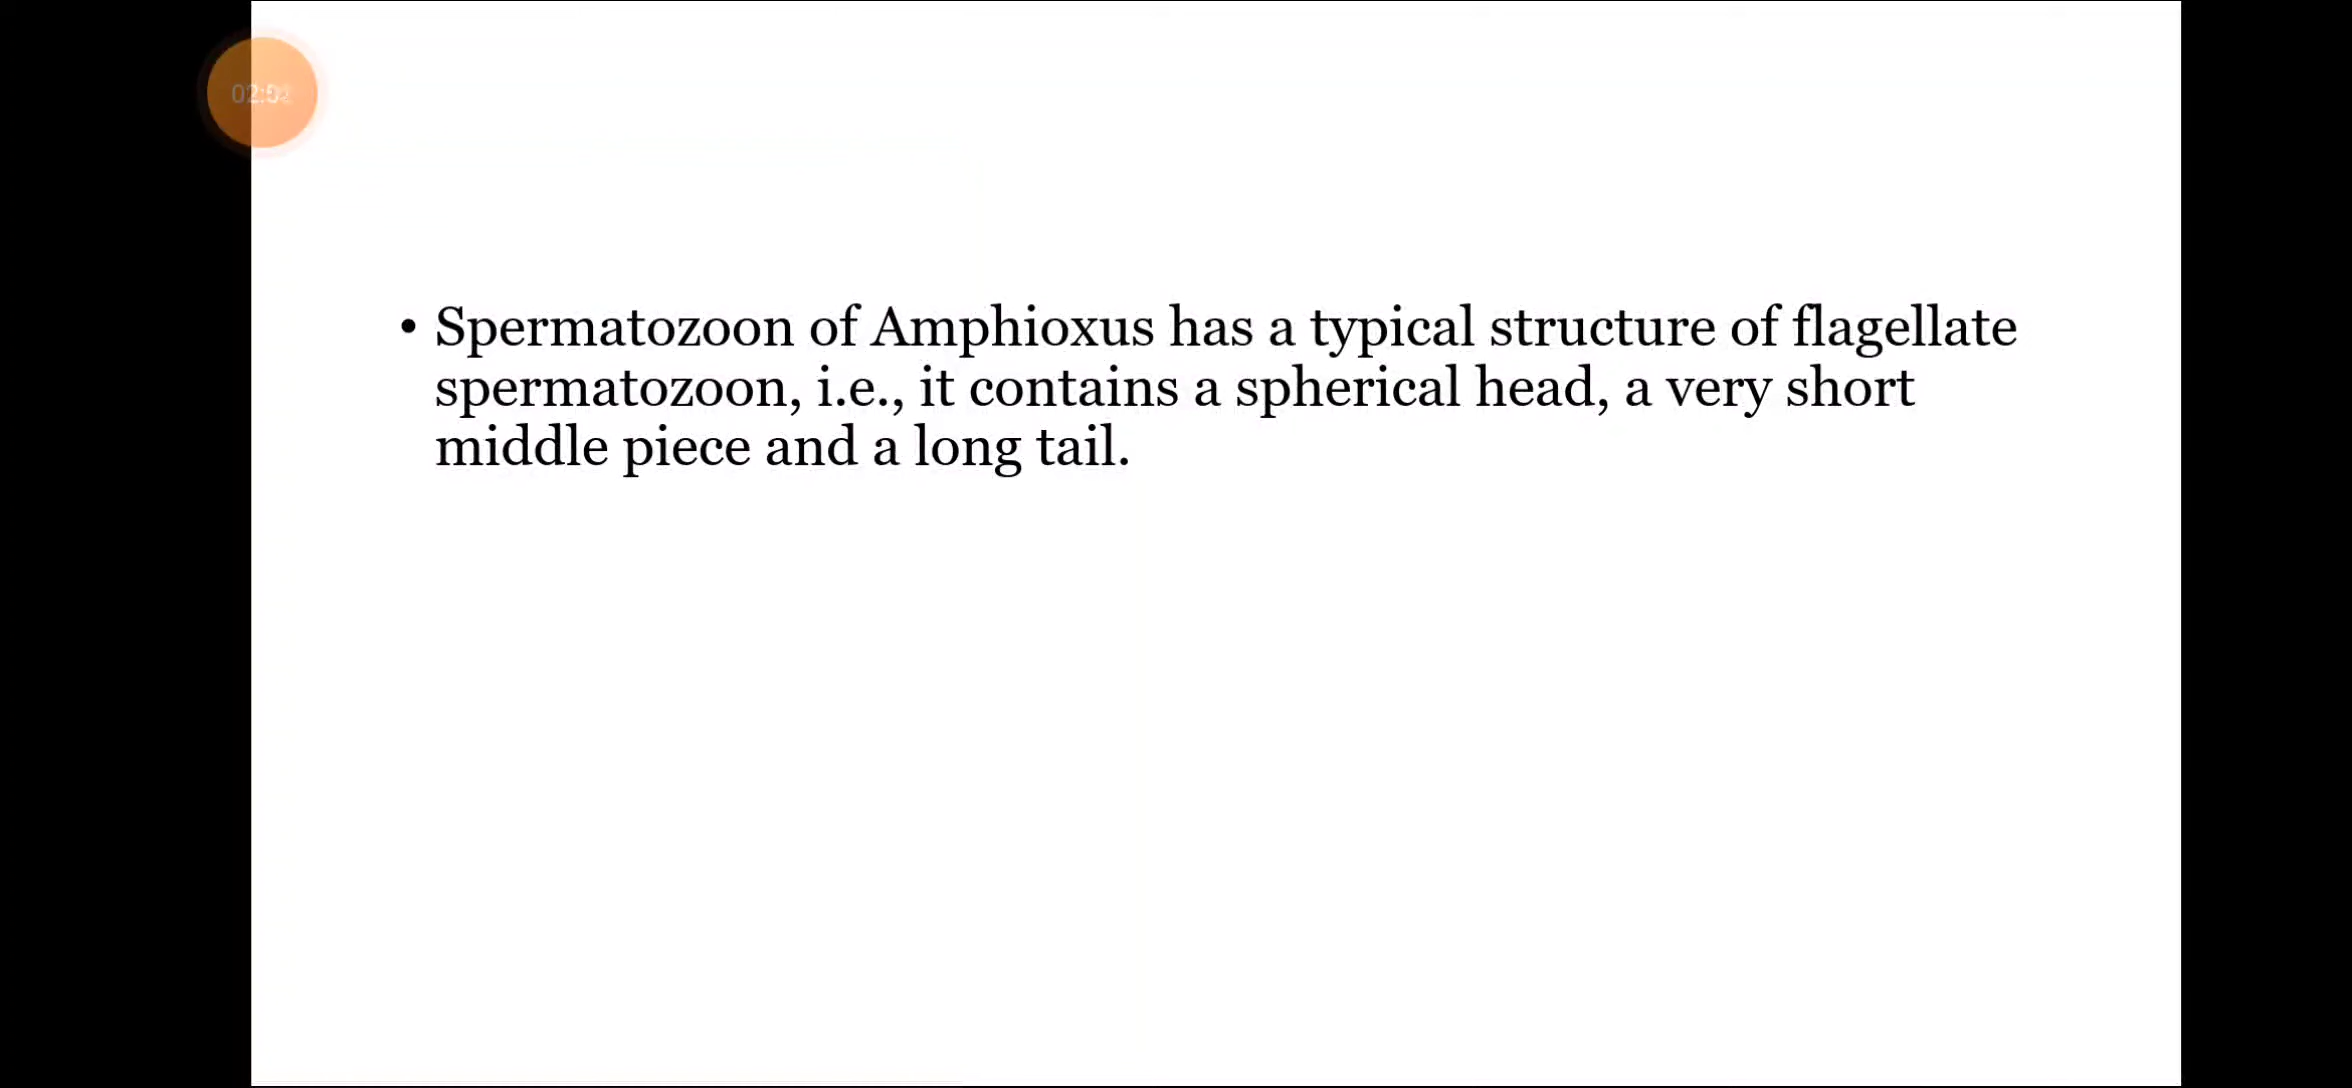 • Spermatozoon of Amphioxus has a typical structure of flagellate
spermatozoon, i.e., it contains a spherical head, a very short
middle piece and a long tail.